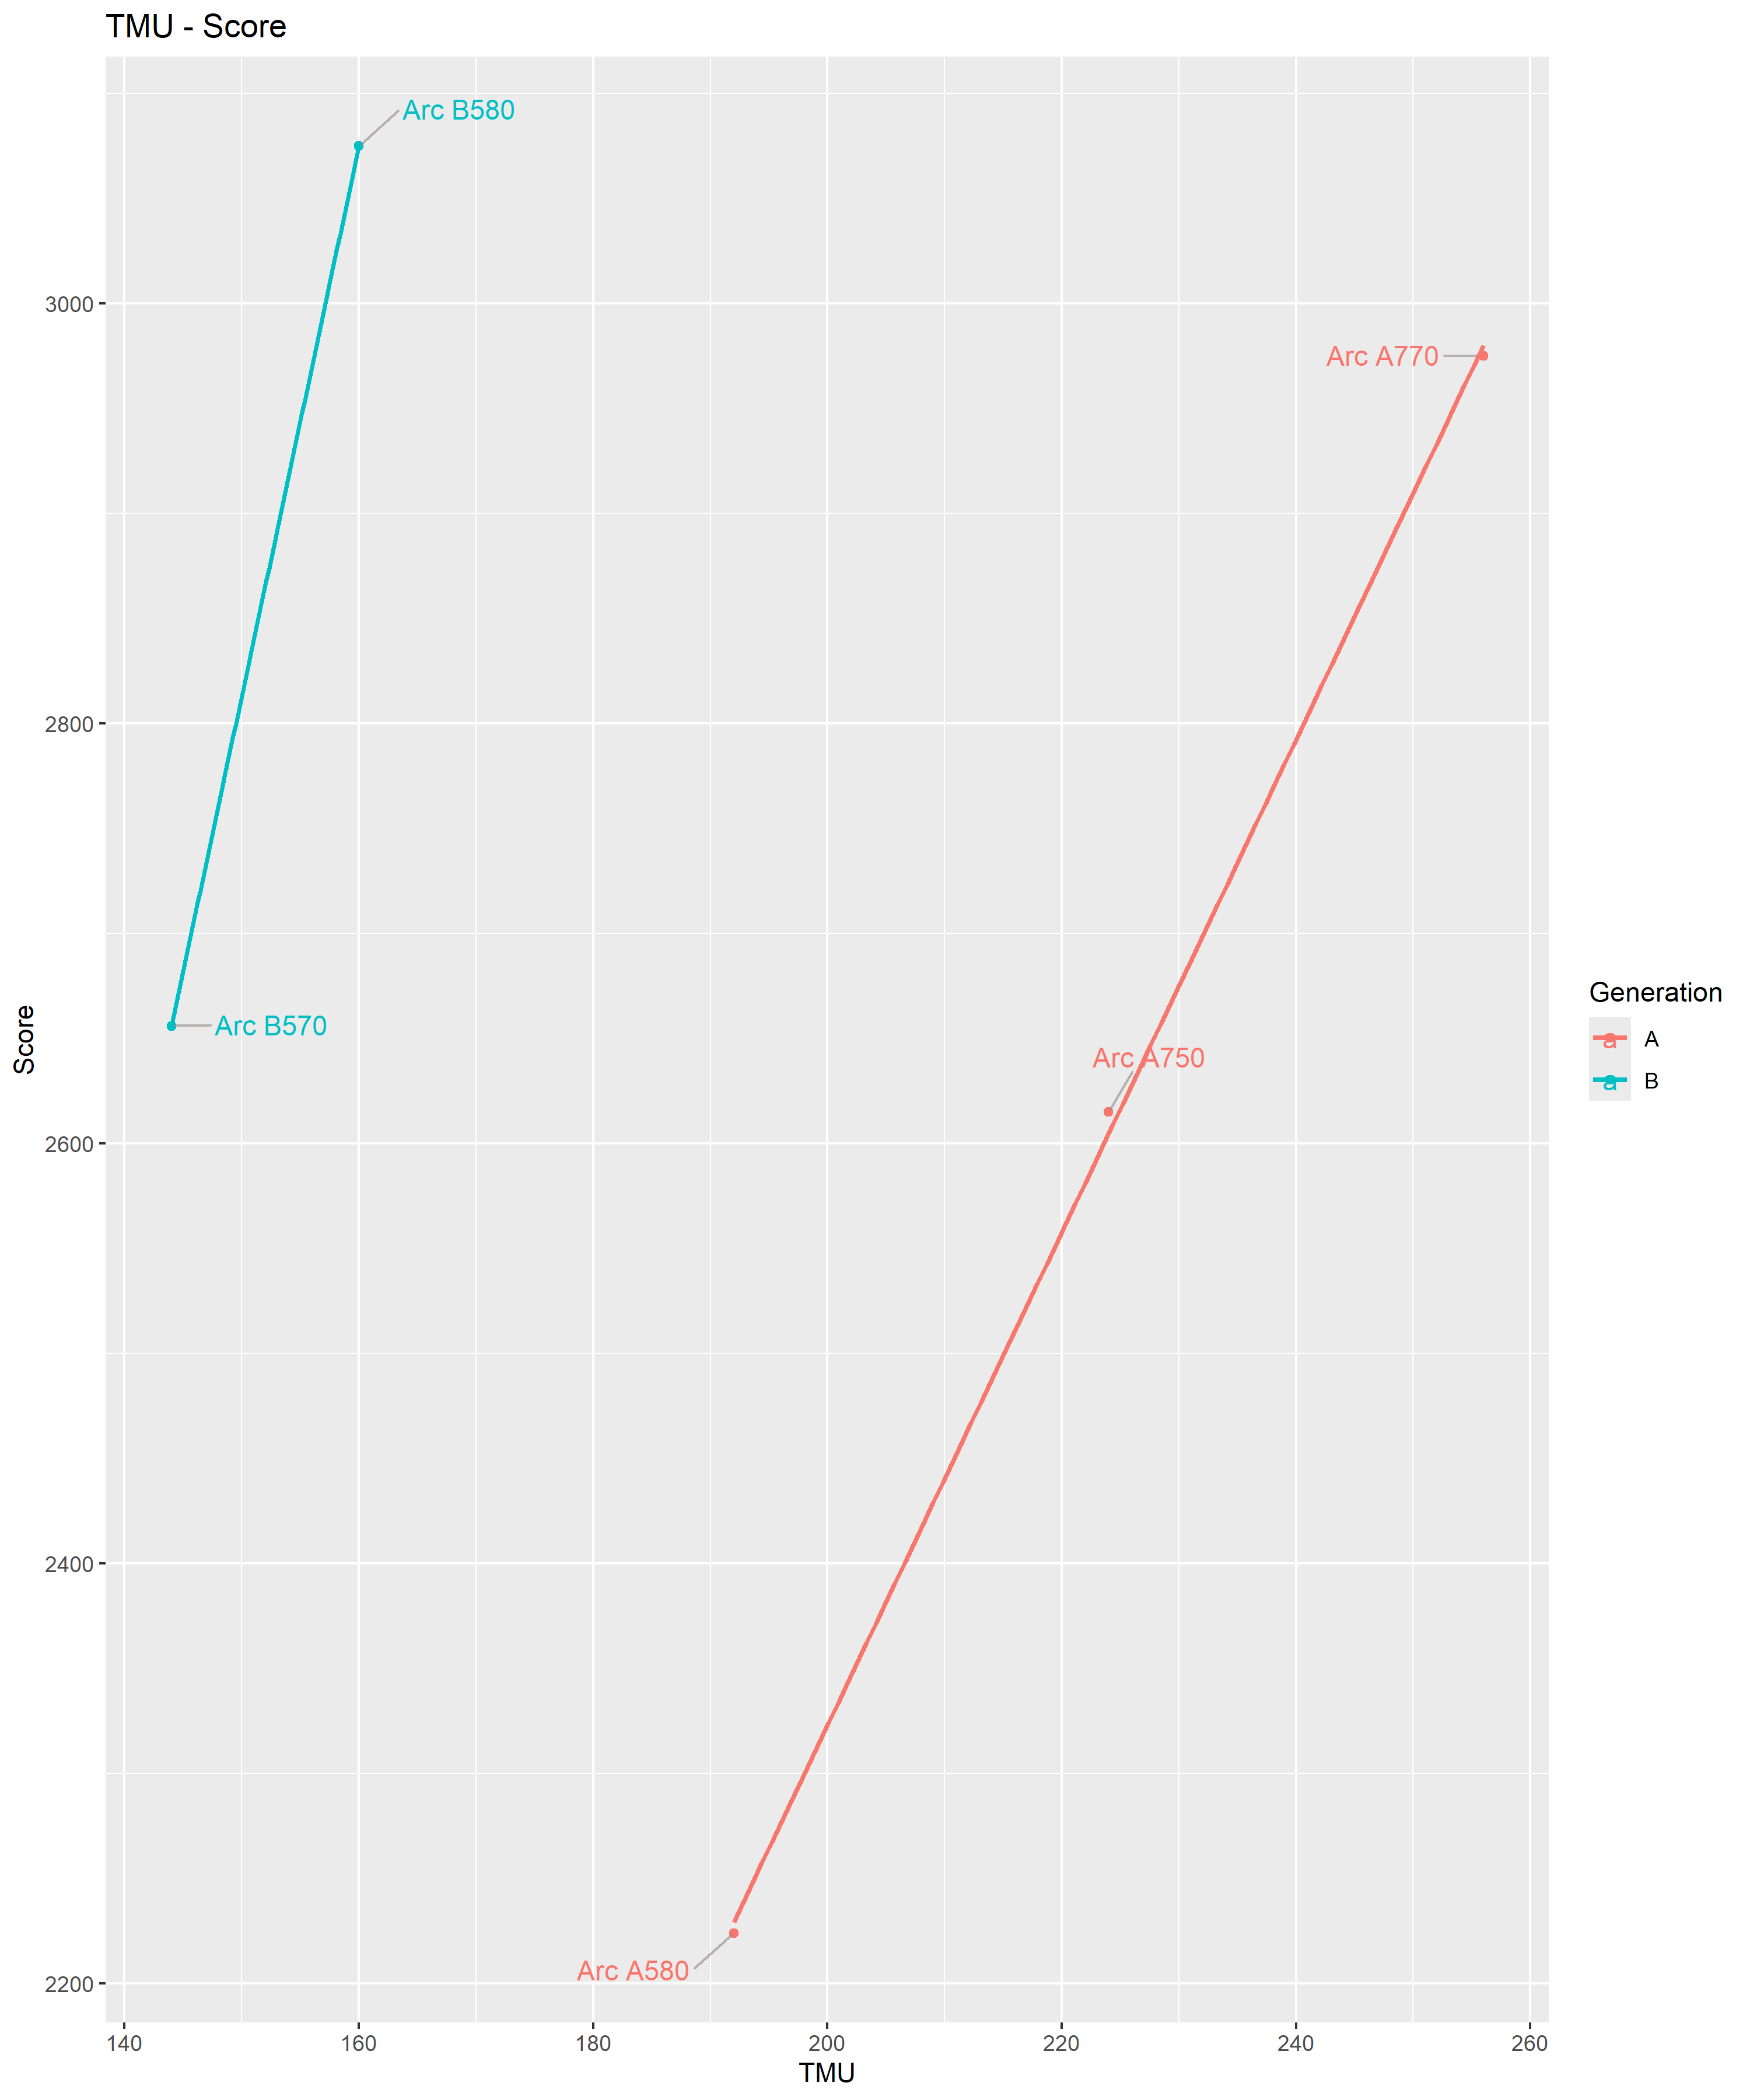 TMU - Score
Arc B580
3000
Arc A770
2800
Arc B570
Arc A750
2600
2400
Arc A580
2200
Score
140 160 180 200 220 240 260
TMU
Generation
a A
a B